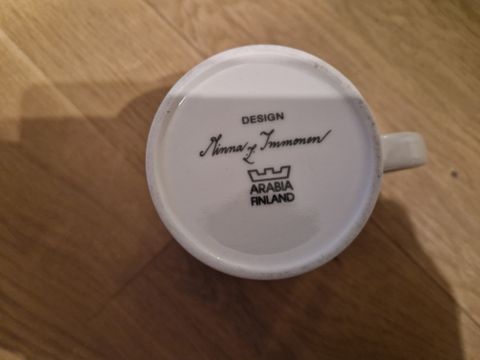 DESIGN
Minna L Immonen
ARABIA
FINLAND